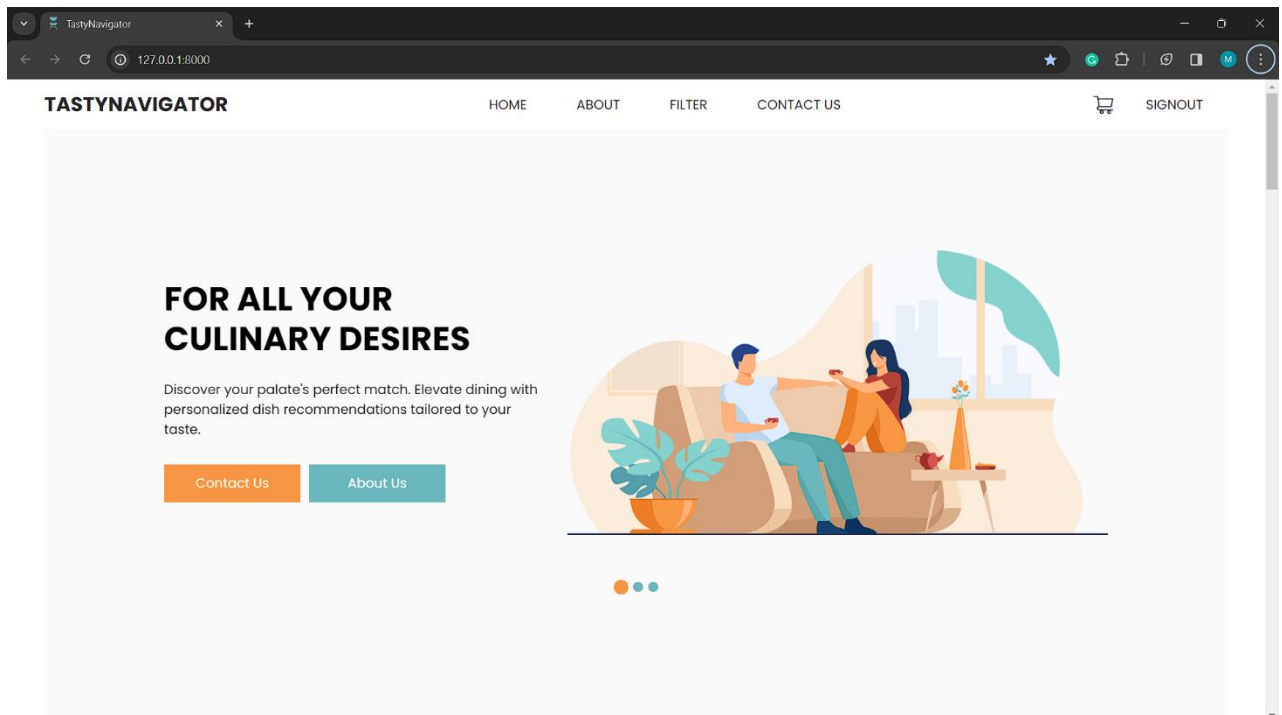 TastyNavigator
127.0.0.1:8000
M
TASTYNAVIGATOR HOME ABOUT FILTER CONTACT US SIGNOUT
FOR ALL YOUR
CULINARY DESIRES
Discover your palate's perfect match. Elevate dining with
personalized dish recommendations tailored to your
taste.
Contact Us About Us